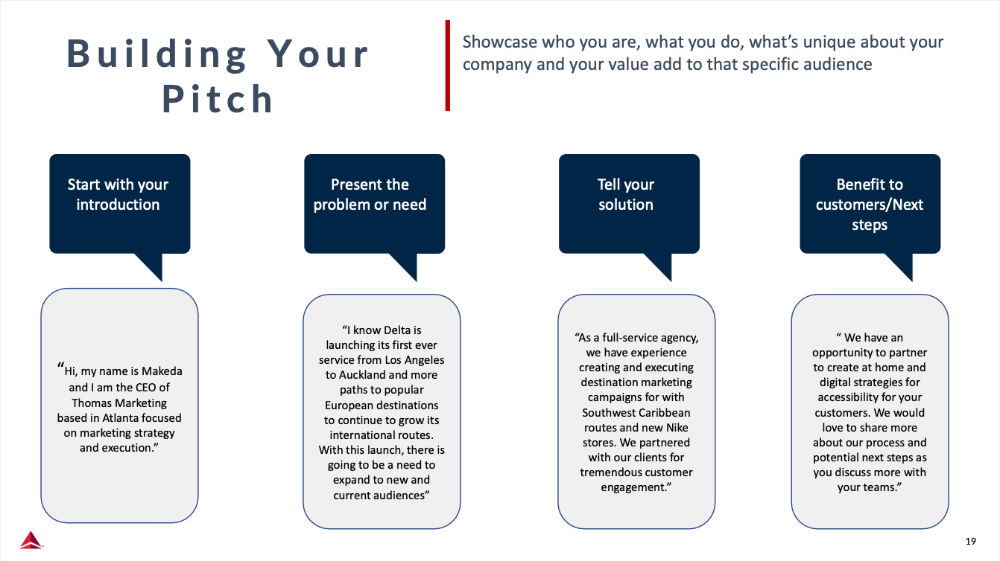 Building Your
Pitch
Showcase who you are, what you do, what’s unique about your
company and your value add to that specific audience
Start with your
introduction
“Hi, my name is Makeda
and I am the CEO of
Thomas Marketing
based in Atlanta focused
on marketing strategy
and execution.”
Present the
problem or need
“I know Delta is
launching its first ever
service from Los Angeles
to Auckland and more
paths to popular
European destinations
to continue to grow its
international routes.
With this launch, there is
going to be a need to
expand to new and
current audiences”
Tell your
solution
“As a full-service agency,
we have experience
creating and executing
destination marketing
campaigns for with
Southwest Caribbean
routes and new Nike
stores. We partnered
with our clients for
tremendous customer
engagement.”
Benefit to
customers/Next
steps
“ We have an
opportunity to partner
to create at home and
digital strategies for
accessibility for your
customers. We would
love to share more
about our process and
potential next steps as
you discuss more with
your teams.”
19